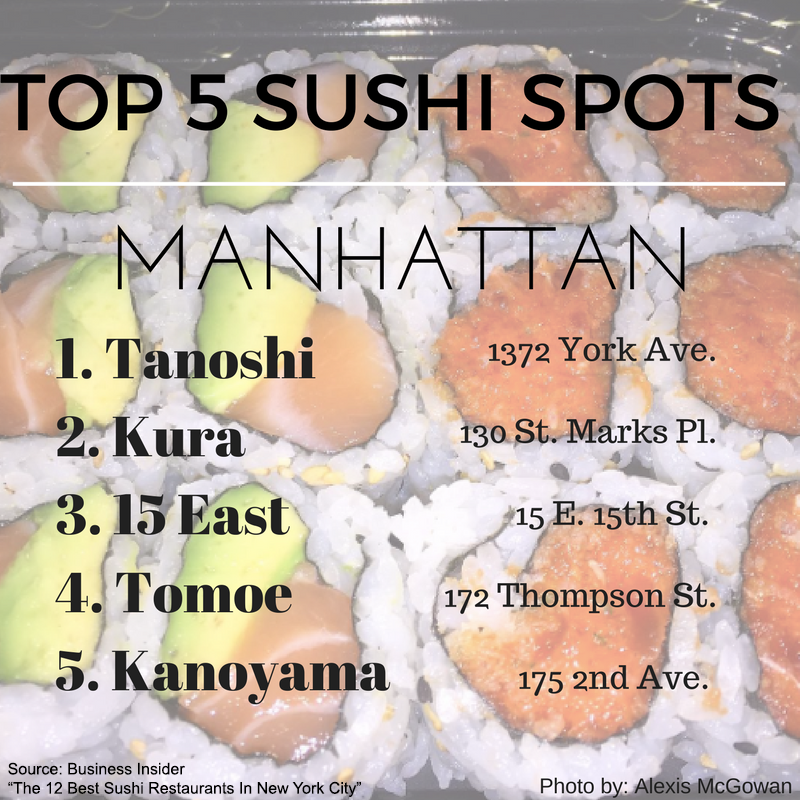 TOP 5 SUSHI SPOTS
MANHATTAN
1. Tanoshi 1372 York Ave.
2. Kura 130 St. Marks Pl.
3. 15 East 15 E. 15th St.
4. Tomoe 172 Thompson St.
5. Kanoyama 175 2nd Ave.
Source: Business Insider
“The 12 Best Sushi Restaurants In New York City”
Photo by: Alexis McGowan